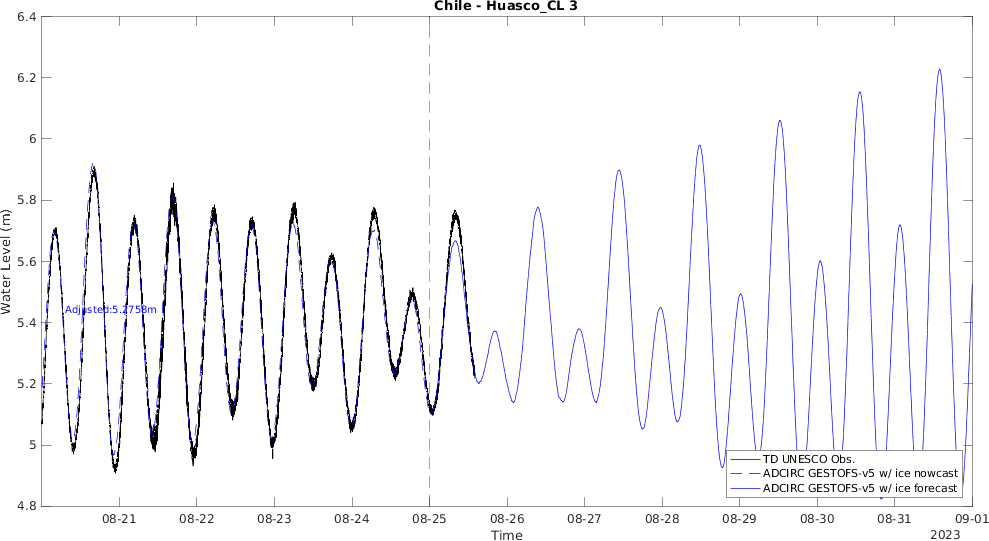 Chile - Huasco_CL 3
6.4
6.2
6
5.8
5.6
5.4
5.2
5
4.8
Water Level (m)
Adjusted:5.2758m
TD UNESCO Obs.
ADCIRC GESTOFS-v5 w/ ice nowcast
ADCIRC GESTOFS-v5 w/ ice forecast
08-21 08-22 08-23 08-24 08-25 08-26 08-27 08-28 08-29 08-30 08-31 09-01
Time
2023